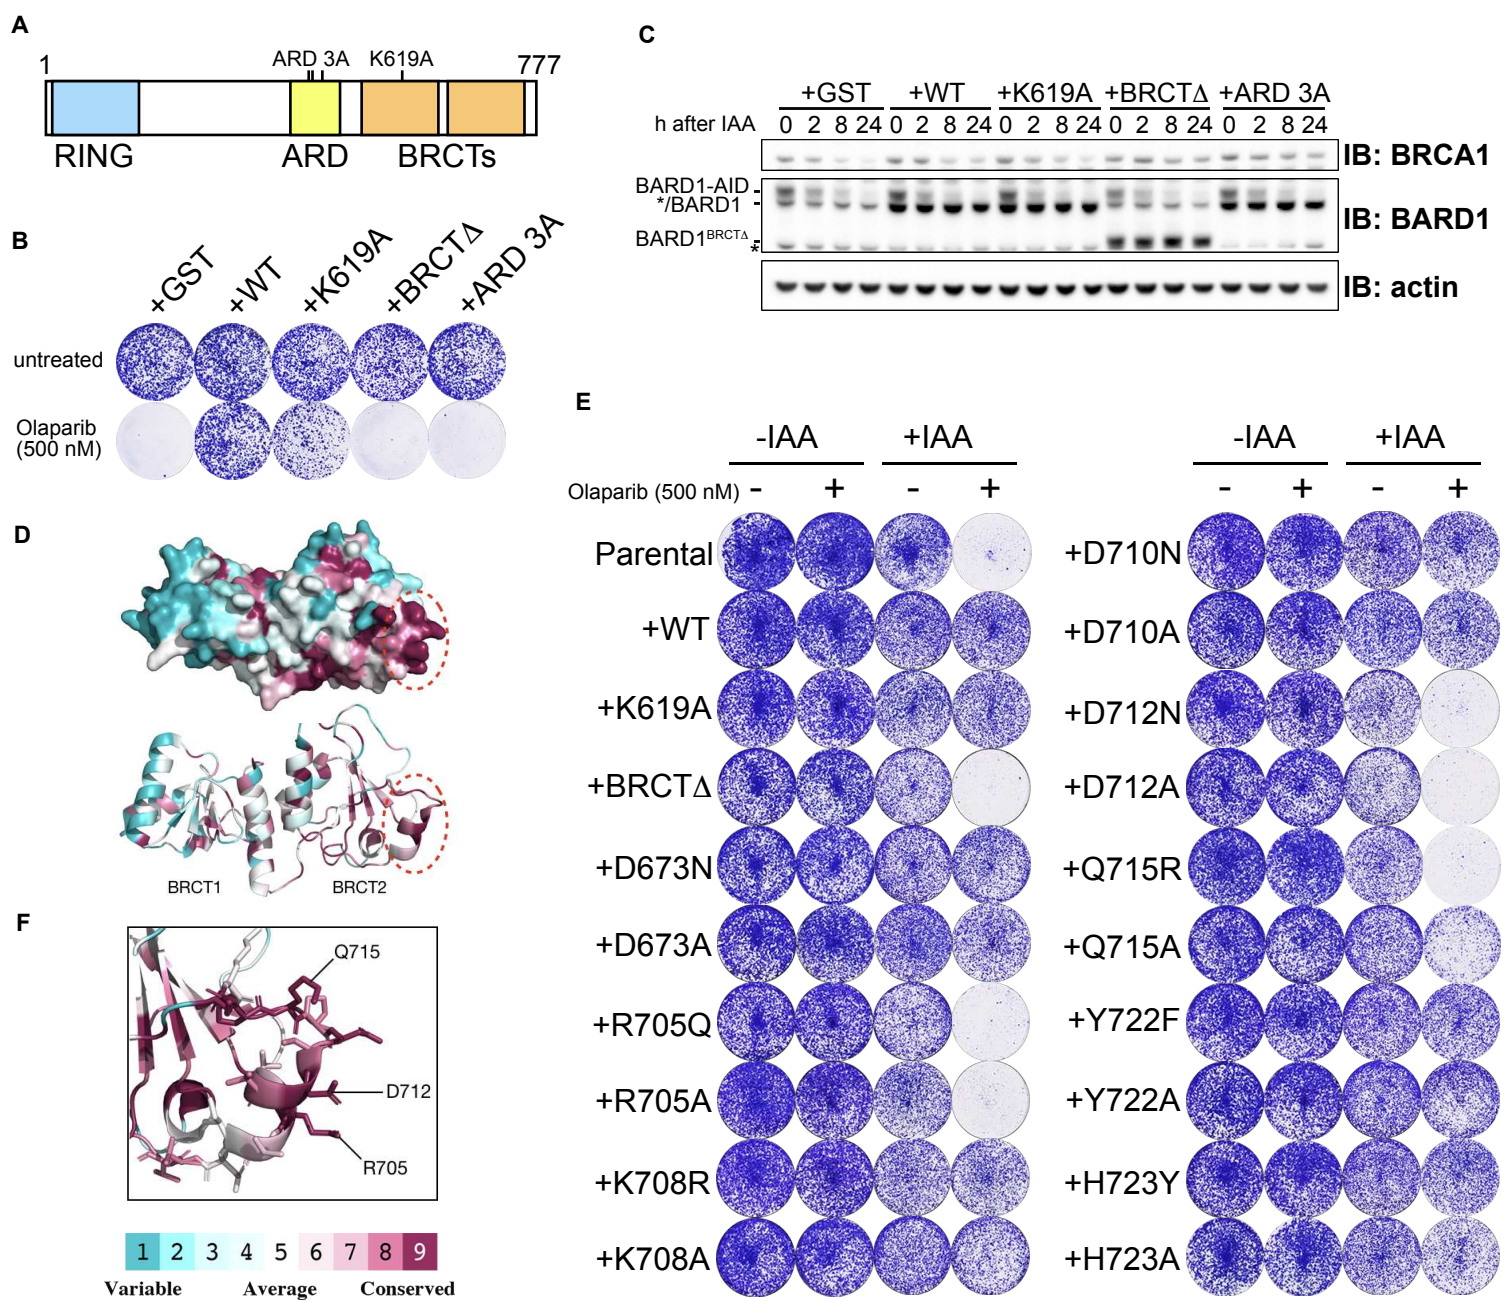 A
1 ARD 3A K619A 777
RING ARD BRCTs
B
+GST +WT +K619A +BRCTΔ +ARD 3A
untreated
Olaparib
(500 nM)
C
+GST +WT +K619A +BRCTΔ +ARD 3A
h after IAA 0 2 8 24 0 2 8 24 0 2 8 24 0 2 8 24 0 2 8 24
IB: BRCA1
BARD1-AID
*/BARD1
IB: BARD1
BARD1BRCTΔ
*
IB: actin
D
BRCT1 BRCT2
E
-IAA +IAA
Olaparib (500 nM) - + - +
Parental
+WT
+K619A
+BRCTΔ
+D673N
+D673A
+R705Q
+R705A
+K708R
+K708A
-IAA +IAA
- + - +
+D710N
+D710A
+D712N
+D712A
+Q715R
+Q715A
+Y722F
+Y722A
+H723Y
+H723A
F
Q715
D712
R705
1 2 3 4 5 6 7 8 9
Variable Average Conserved